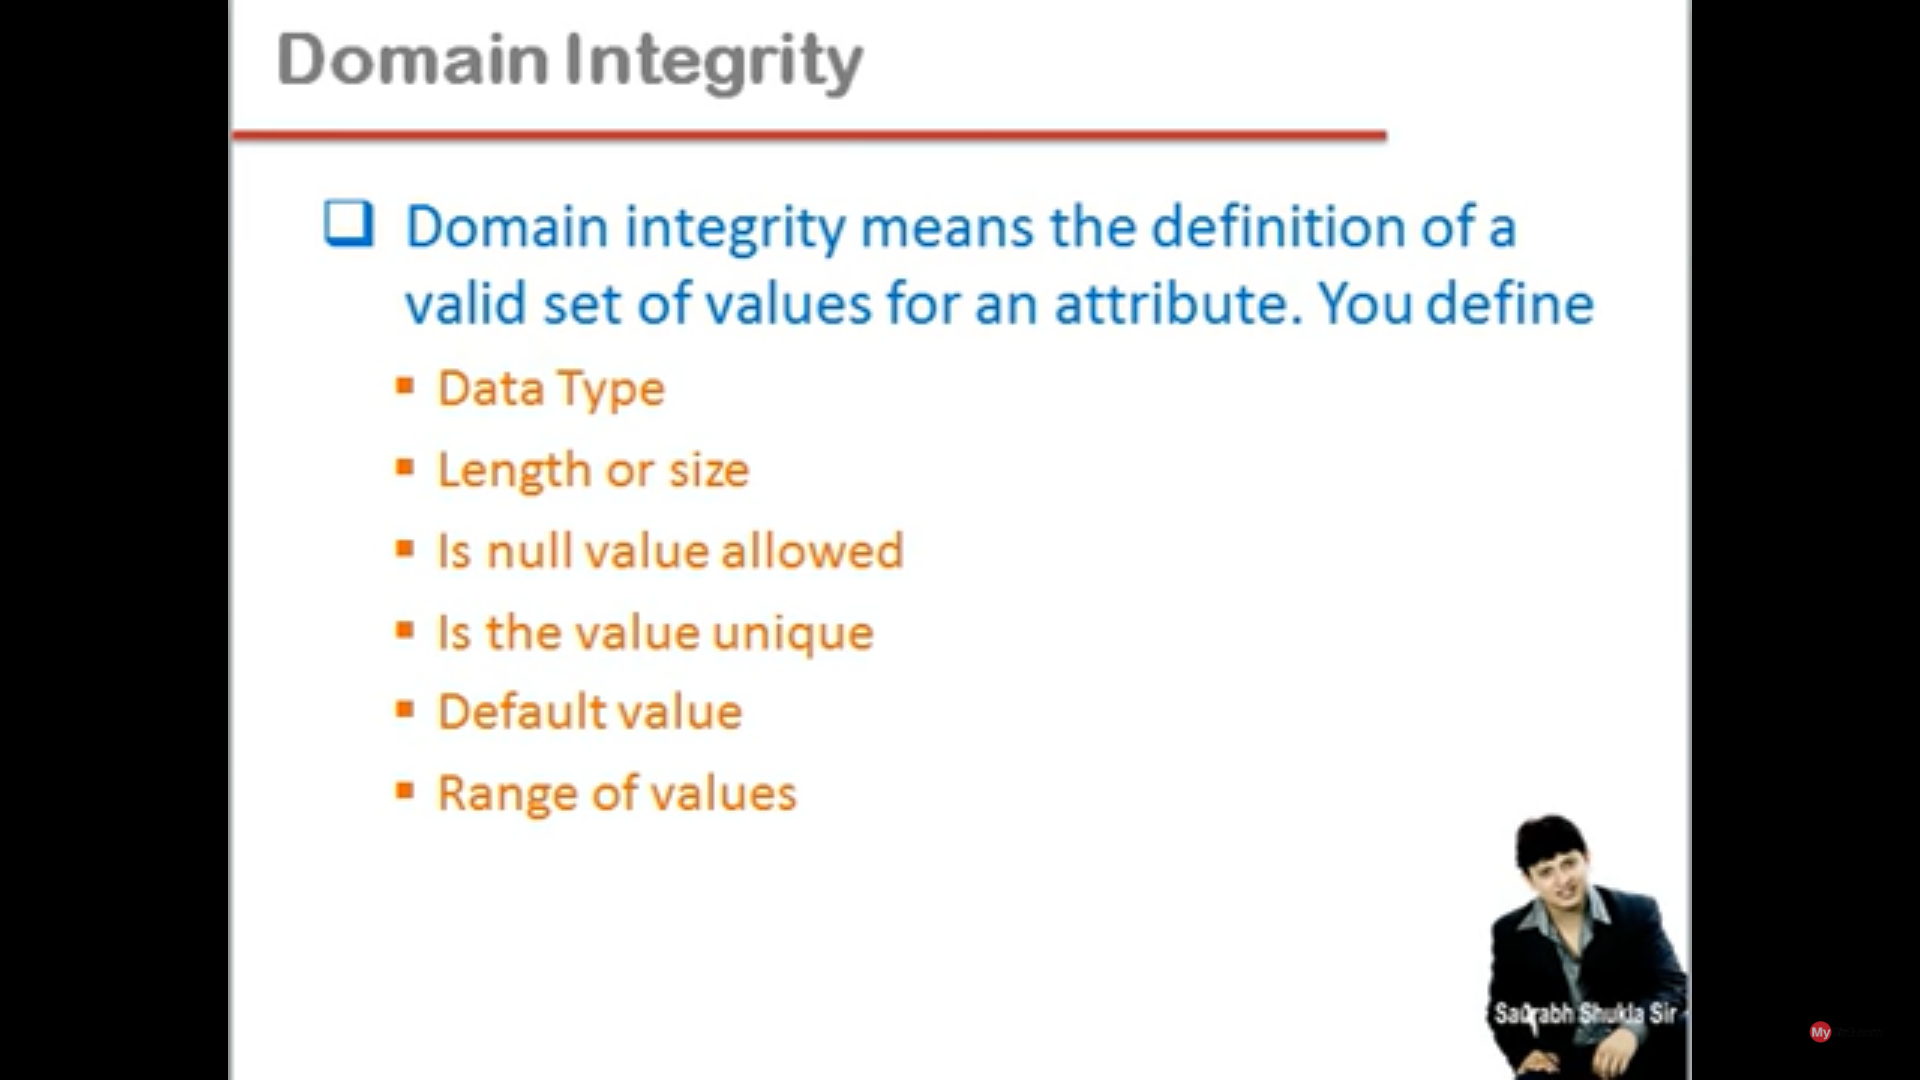 Domain Integrity
Domain integrity means the definition of a
valid set of values for an attribute. You define
Data Type
Length or size
Is null value allowed
Is the value unique
Default value
Range of values
Saurabh Shukla Sir
My